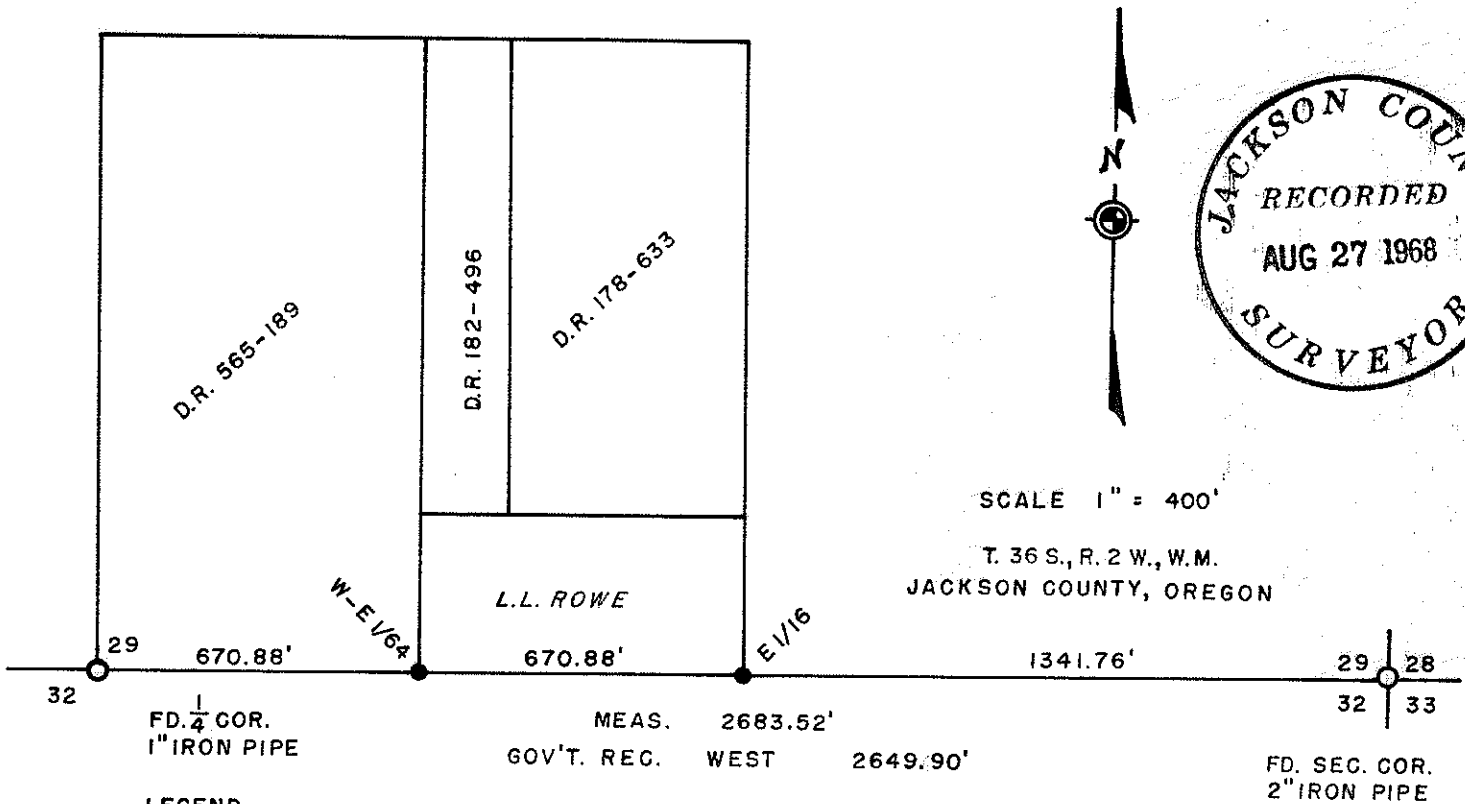 JACKSON COUN
RECORDED
AUG 27 1968
SURVEYOR
N
D.R. 565-189
D.R. 182-496
D.R. 178-633
SCALE 1" = 400'
T. 36 S., R. 2 W., W.M.
JACKSON COUNTY, OREGON
L.L. ROWE
W-E 1/64
E 1/16
29 670.88' 670.88' 1341.76' 29 28
32 32 33
FD. 1/4 COR.
1" IRON PIPE
MEAS. 2683.52'
GOV'T. REC. WEST 2649.90'
FD. SEC. COR.
2" IRON PIPE
LEGEND